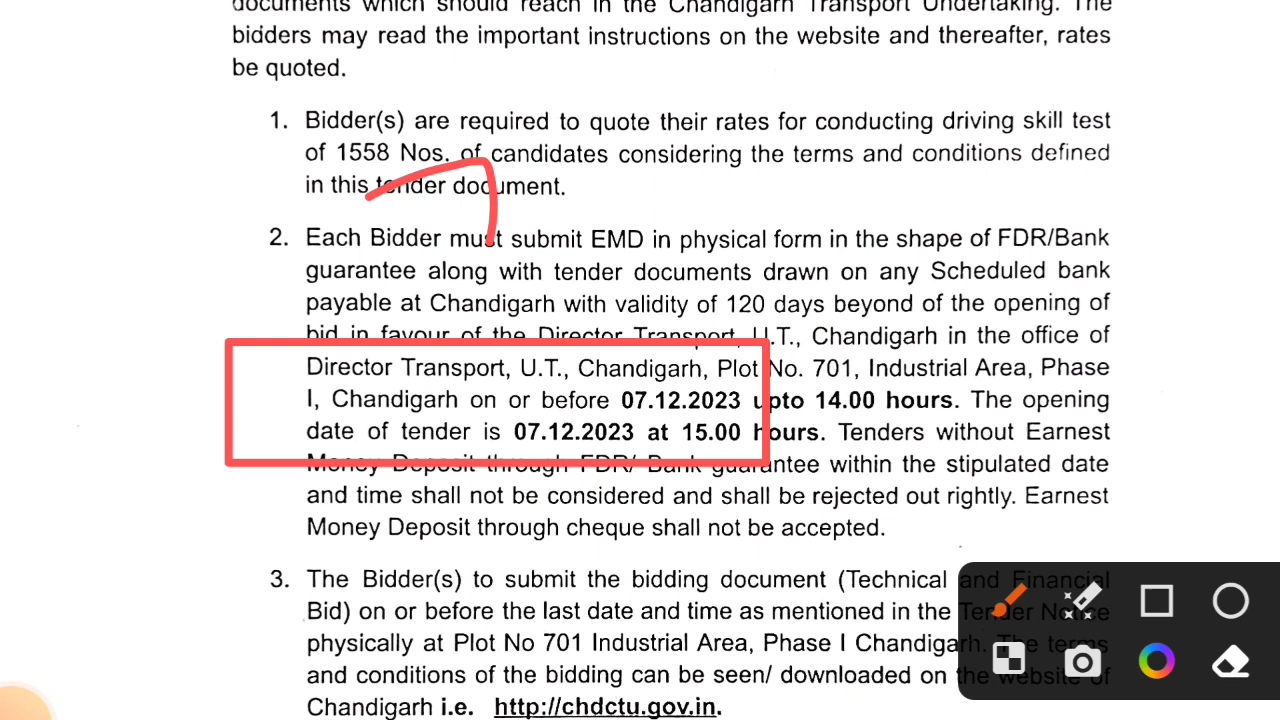 documents which should reach in the Chandigarh Transport Undertaking. The
bidders may read the important instructions on the website and thereafter, rates
be quoted.
1. Bidder(s) are required to quote their rates for conducting driving skill test
of 1558 Nos. of candidates considering the terms and conditions defined
in this tender document.
2. Each Bidder must submit EMD in physical form in the shape of FDR/Bank
guarantee along with tender documents drawn on any Scheduled bank
payable at Chandigarh with validity of 120 days beyond of the opening of
bid in favour of the Director Transport, U.T., Chandigarh in the office of
Director Transport, U.T., Chandigarh, Plot No. 701, Industrial Area, Phase
I, Chandigarh on or before 07.12.2023 upto 14.00 hours. The opening
date of tender is 07.12.2023 at 15.00 hours. Tenders without Earnest
Money Deposit through FDR/ Bank guarantee within the stipulated date
and time shall not be considered and shall be rejected out rightly. Earnest
Money Deposit through cheque shall not be accepted.
3. The Bidder(s) to submit the bidding document (Technical and Financial
Bid) on or before the last date and time as mentioned in the Tender Notice
physically at Plot No 701 Industrial Area, Phase I Chandigarh. The terms
and conditions of the bidding can be seen/ downloaded on the website of
Chandigarh i.e. http://chdctu.gov.in.